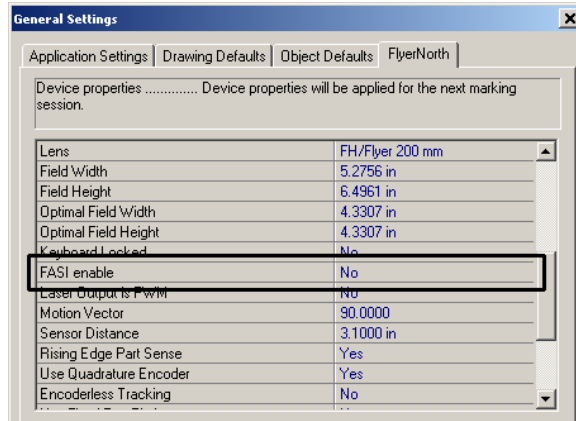 General Settings
Application Settings Drawing Defaults Object Defaults FlyerNorth
Device properties .............. Device properties will be applied for the next marking
session.
Lens FH/Flyer 200 mm
Field Width 5.2756 in
Field Height 6.4961 in
Optimal Field Width 4.3307 in
Optimal Field Height 4.3307 in
Keyboard Locked No
FASI enable No
Laser Output is PWM No
Motion Vector 90.0000
Sensor Distance 3.1000 in
Rising Edge Part Sense Yes
Use Quadrature Encoder Yes
Encoderless Tracking No